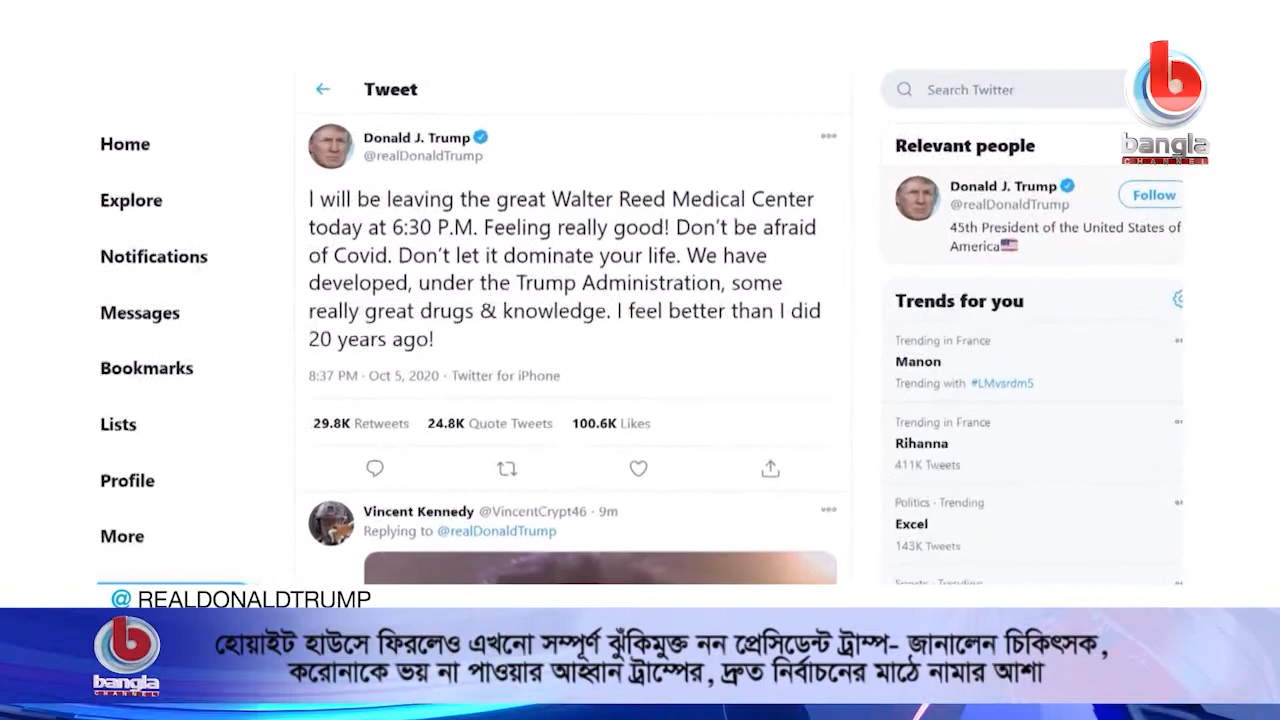 Tweet
Search Twitter
bangla
CHANNEL
Home
Explore
Notifications
Messages
Bookmarks
Lists
Profile
More
Donald J. Trump
@realDonaldTrump
I will be leaving the great Walter Reed Medical Center
today at 6:30 P.M. Feeling really good! Don't be afraid
of Covid. Don't let it dominate your life. We have
developed, under the Trump Administration, some
really great drugs & knowledge. I feel better than I did
20 years ago!
8:37 PM · Oct 5, 2020 · Twitter for iPhone
29.8K Retweets 24.8K Quote Tweets 100.6K Likes
Vincent Kennedy @VincentCrypt46 · 9m
Replying to @realDonaldTrump
Relevant people
Donald J. Trump
@realDonaldTrump
Follow
45th President of the United States of
America
Trends for you
Trending in France
Manon
Trending with #LMvsrdm5
Trending in France
Rihanna
411K Tweets
Politics · Trending
Excel
143K Tweets
Sports · Trending
@ REALDONALDTRUMP
bangla
CHANNEL
হোয়াইট হাউসে ফিরলেও এখনো সম্পূর্ণ ঝুঁকিমুক্ত নন প্রেসিডেন্ট ট্রাম্প- জানালেন চিকিৎসক,
করোনাকে ভয় না পাওয়ার আহ্বান ট্রাম্পের, দ্রুত নির্বাচনের মাঠে নামার আশা